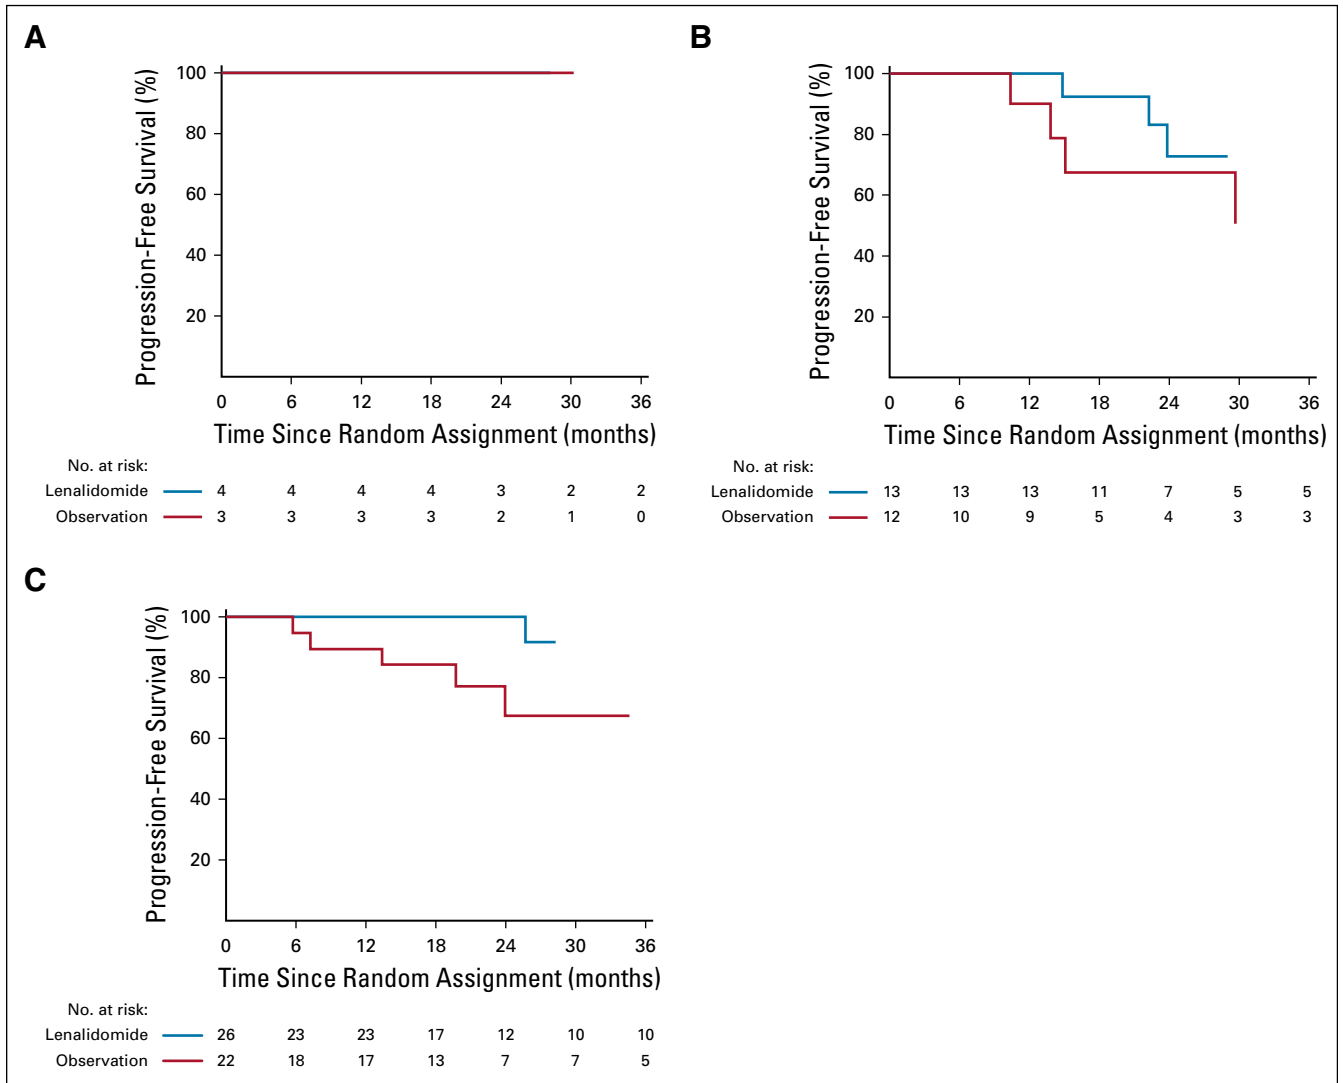 A
Progression-Free Survival (%)
100
80
60
40
20
0 6 12 18 24 30 36
Time Since Random Assignment (months)
No. at risk:
Lenalidomide 4 4 4 4 3 2 2
Observation 3 3 3 3 2 1 0
B
Progression-Free Survival (%)
100
80
60
40
20
0 6 12 18 24 30 36
Time Since Random Assignment (months)
No. at risk:
Lenalidomide 13 13 13 11 7 5 5
Observation 12 10 9 5 4 3 3
C
Progression-Free Survival (%)
100
80
60
40
20
0 6 12 18 24 30 36
Time Since Random Assignment (months)
No. at risk:
Lenalidomide 26 23 23 17 12 10 10
Observation 22 18 17 13 7 7 5